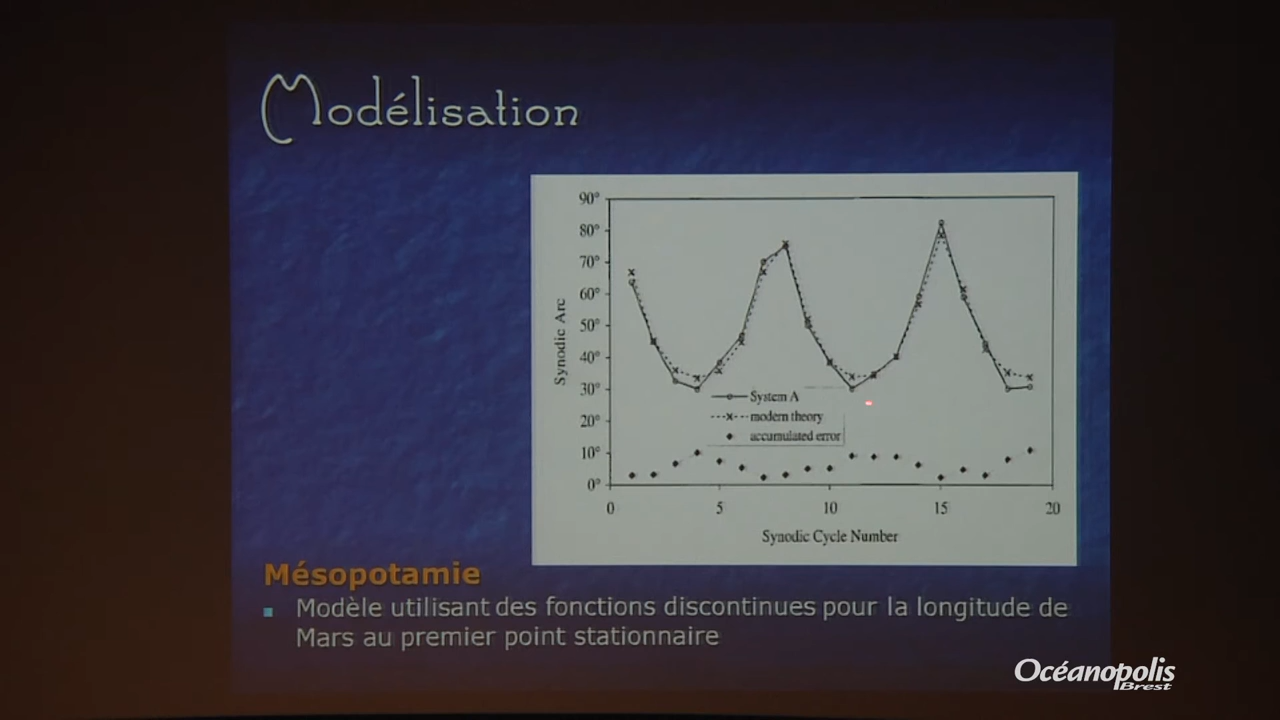 Modélisation
90°
80°
70°
60°
50°
40°
30°
20°
10°
0°
Synodic Arc
System A
modern theory
accumulated error
0 5 10 15 20
Synodic Cycle Number
Mésopotamie
Modèle utilisant des fonctions discontinues pour la longitude de
Mars au premier point stationnaire
Océanopolis
Brest